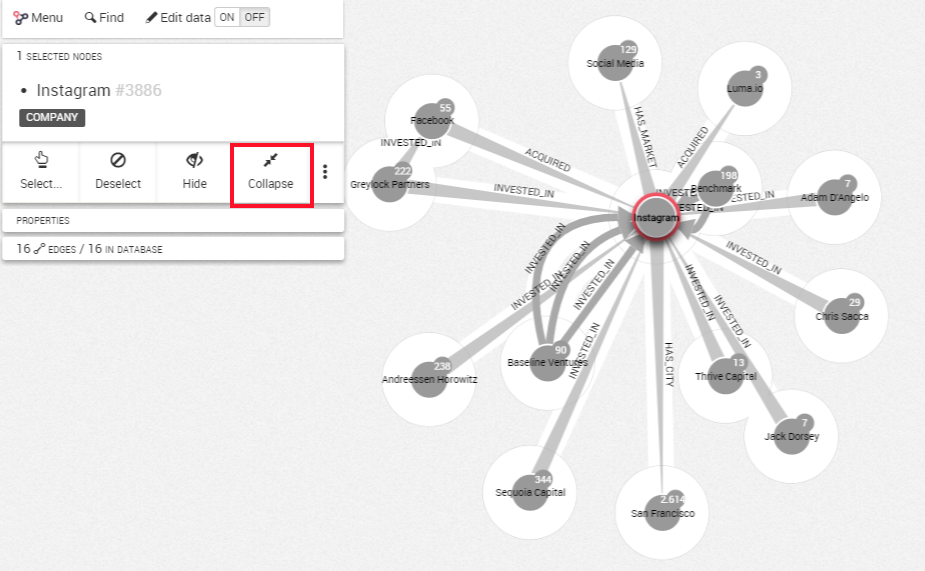 Menu Find Edit data ON OFF
1 SELECTED NODES
• Instagram #3886
COMPANY
Select... Deselect Hide Collapse
PROPERTIES
16 EDGES / 16 IN DATABASE
129
Social Media
3
Luma.io
55
Facebook
HAS_MARKET
ACQUIRED
INVESTED_IN
ACQUIRED
222
Greylock Partners
INVESTED_IN
198
Benchmark
7
Adam D'Angelo
Instagram
INVESTED_IN
INVESTED_IN
INVESTED_IN
INVESTED_IN
INVESTED_IN
29
Chris Sacca
INVESTED_IN
INVESTED_IN
INVESTED_IN
HAS_CITY
238
Andreessen Horowitz
90
Baseline Ventures
13
Thrive Capital
7
Jack Dorsey
344
Sequoia Capital
2.614
San Francisco